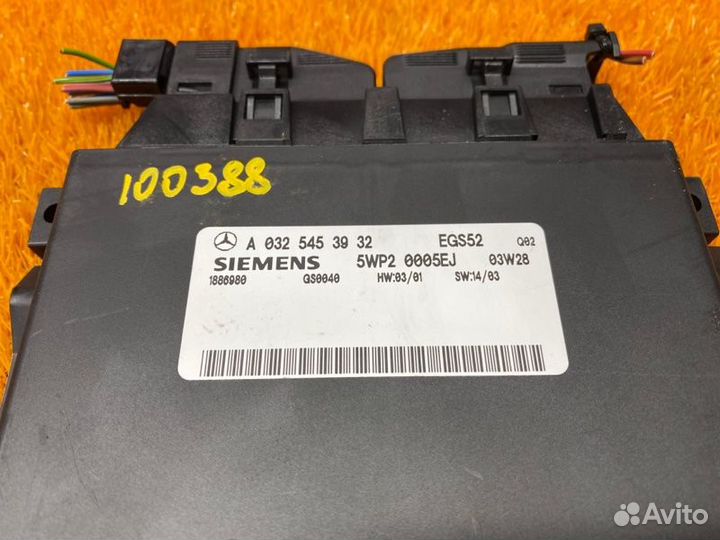 100388
A 032 545 39 32 EGS52 Q02
SIEMENS 5WP2 0005EJ 03W28
1886980 GS0040 HW:03/01 SW:14/03
Avito